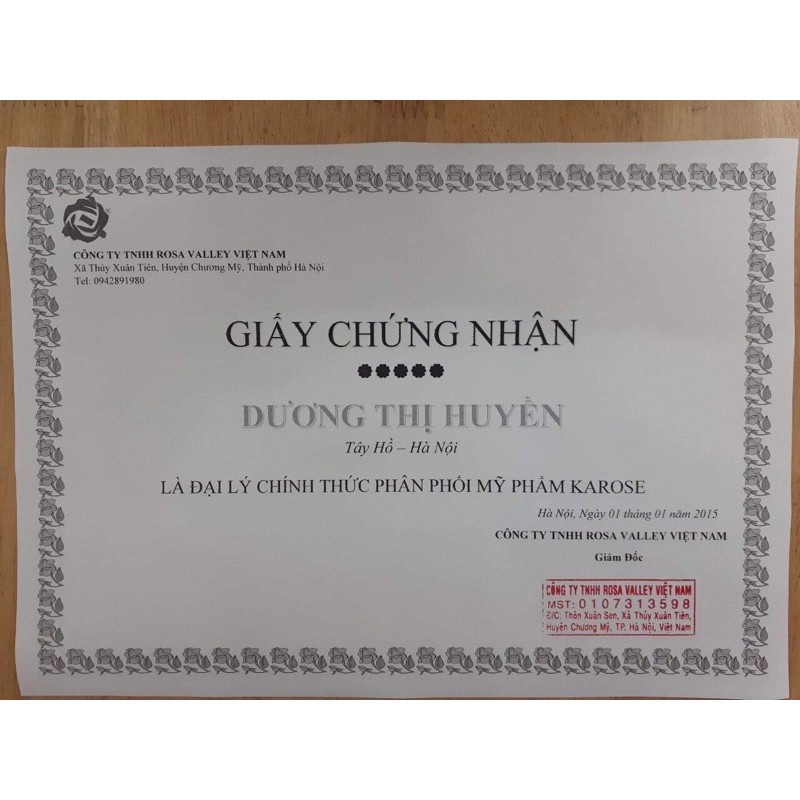 CÔNG TY TNHH ROSA VALLEY VIỆT NAM
Xã Thủy Xuân Tiên, Huyện Chương Mỹ, Thành phố Hà Nội
Tel: 0942891980
GIẤY CHỨNG NHẬN
DƯƠNG THỊ HUYỀN
Tây Hồ – Hà Nội
LÀ ĐẠI LÝ CHÍNH THỨC PHÂN PHỐI MỸ PHẨM KAROSE
Hà Nội, Ngày 01 tháng 01 năm 2015
CÔNG TY TNHH ROSA VALLEY VIỆT NAM
Giám Đốc
CÔNG TY TNHH ROSA VALLEY VIỆT NAM
MST: 0107313598
Đ/C: Thôn Xuân Sen, Xã Thủy Xuân Tiên,
Huyện Chương Mỹ, TP. Hà Nội, Việt Nam